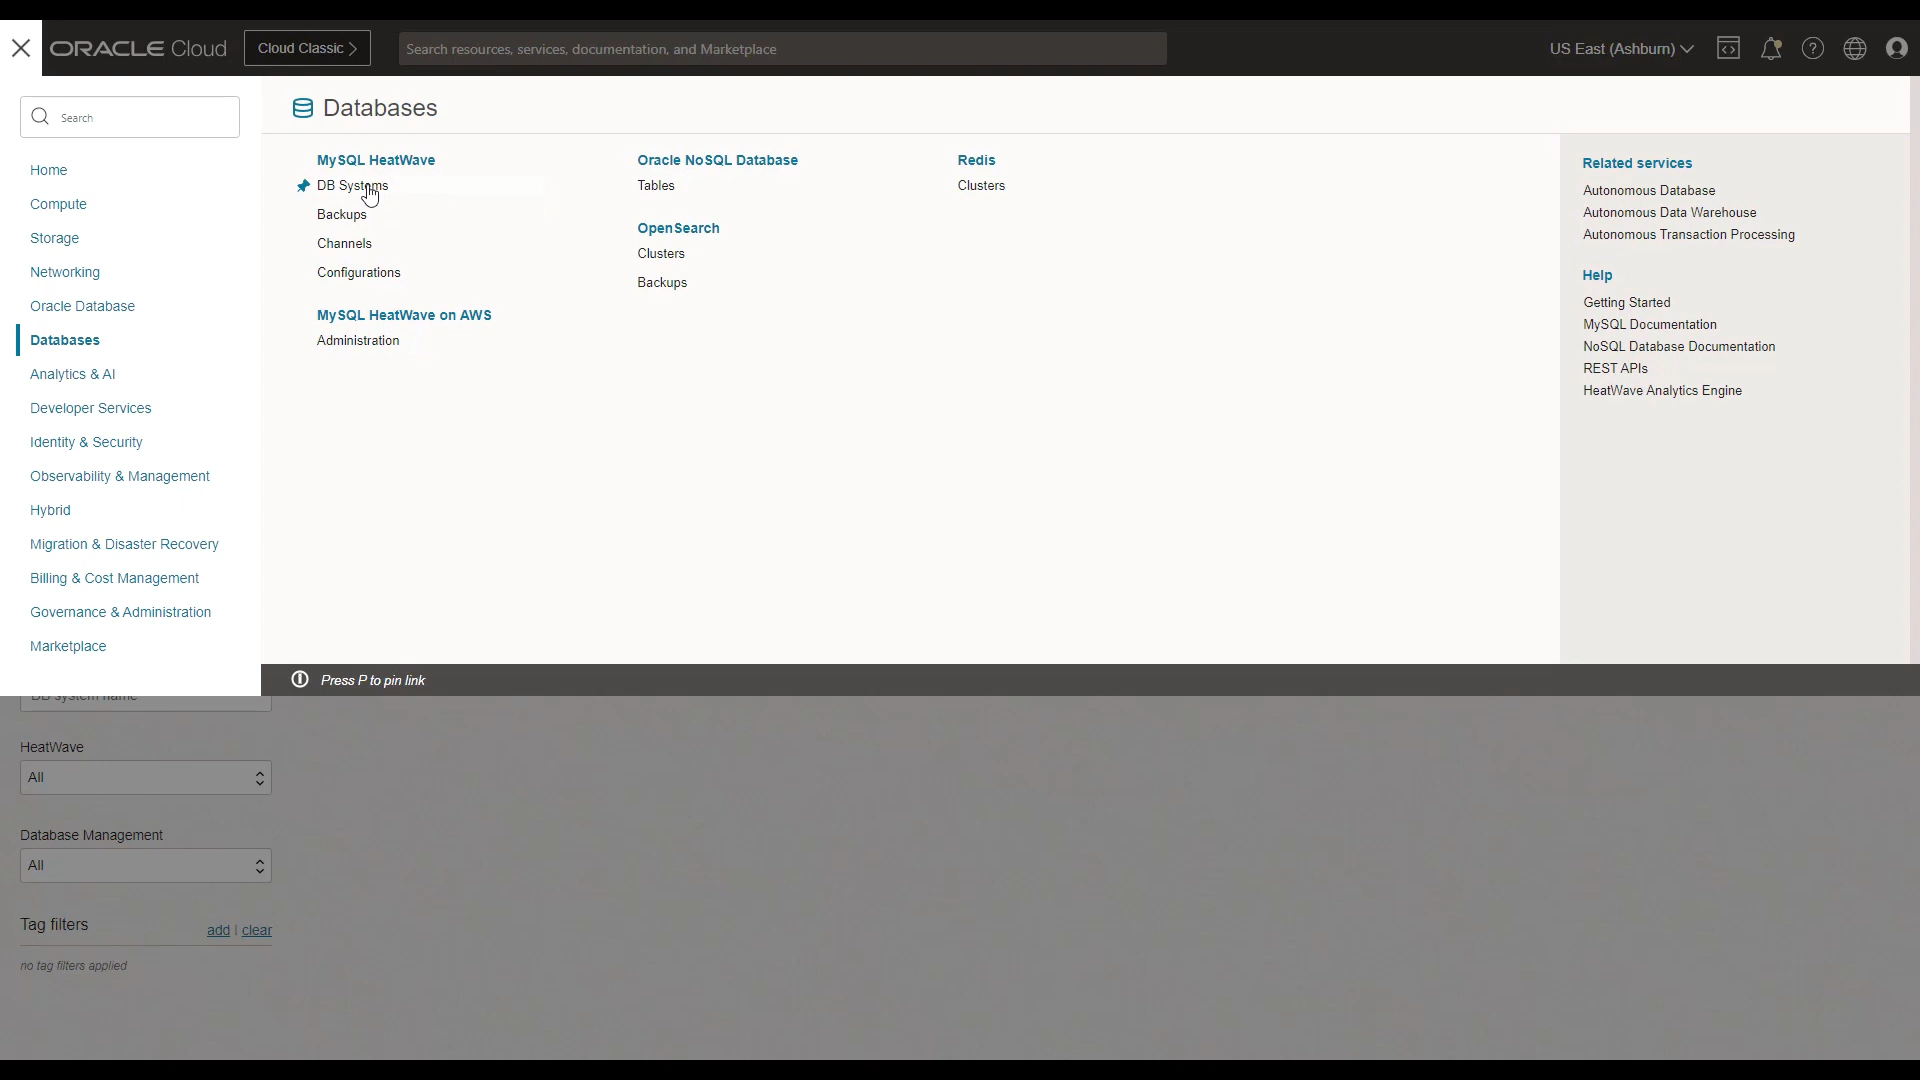 ORACLE Cloud
Cloud Classic
Search resources, services, documentation, and Marketplace
US East (Ashburn)
Search
Home
Compute
Storage
Networking
Oracle Database
Databases
Analytics & AI
Developer Services
Identity & Security
Observability & Management
Hybrid
Migration & Disaster Recovery
Billing & Cost Management
Governance & Administration
Marketplace
Databases
MySQL HeatWave
DB Systems
Backups
Channels
Configurations
MySQL HeatWave on AWS
Administration
Oracle NoSQL Database
Tables
OpenSearch
Clusters
Backups
Redis
Clusters
Related services
Autonomous Database
Autonomous Data Warehouse
Autonomous Transaction Processing
Help
Getting Started
MySQL Documentation
NoSQL Database Documentation
REST APIs
HeatWave Analytics Engine
Press P to pin link
DB system name
HeatWave
All
Database Management
All
Tag filters
add | clear
no tag filters applied